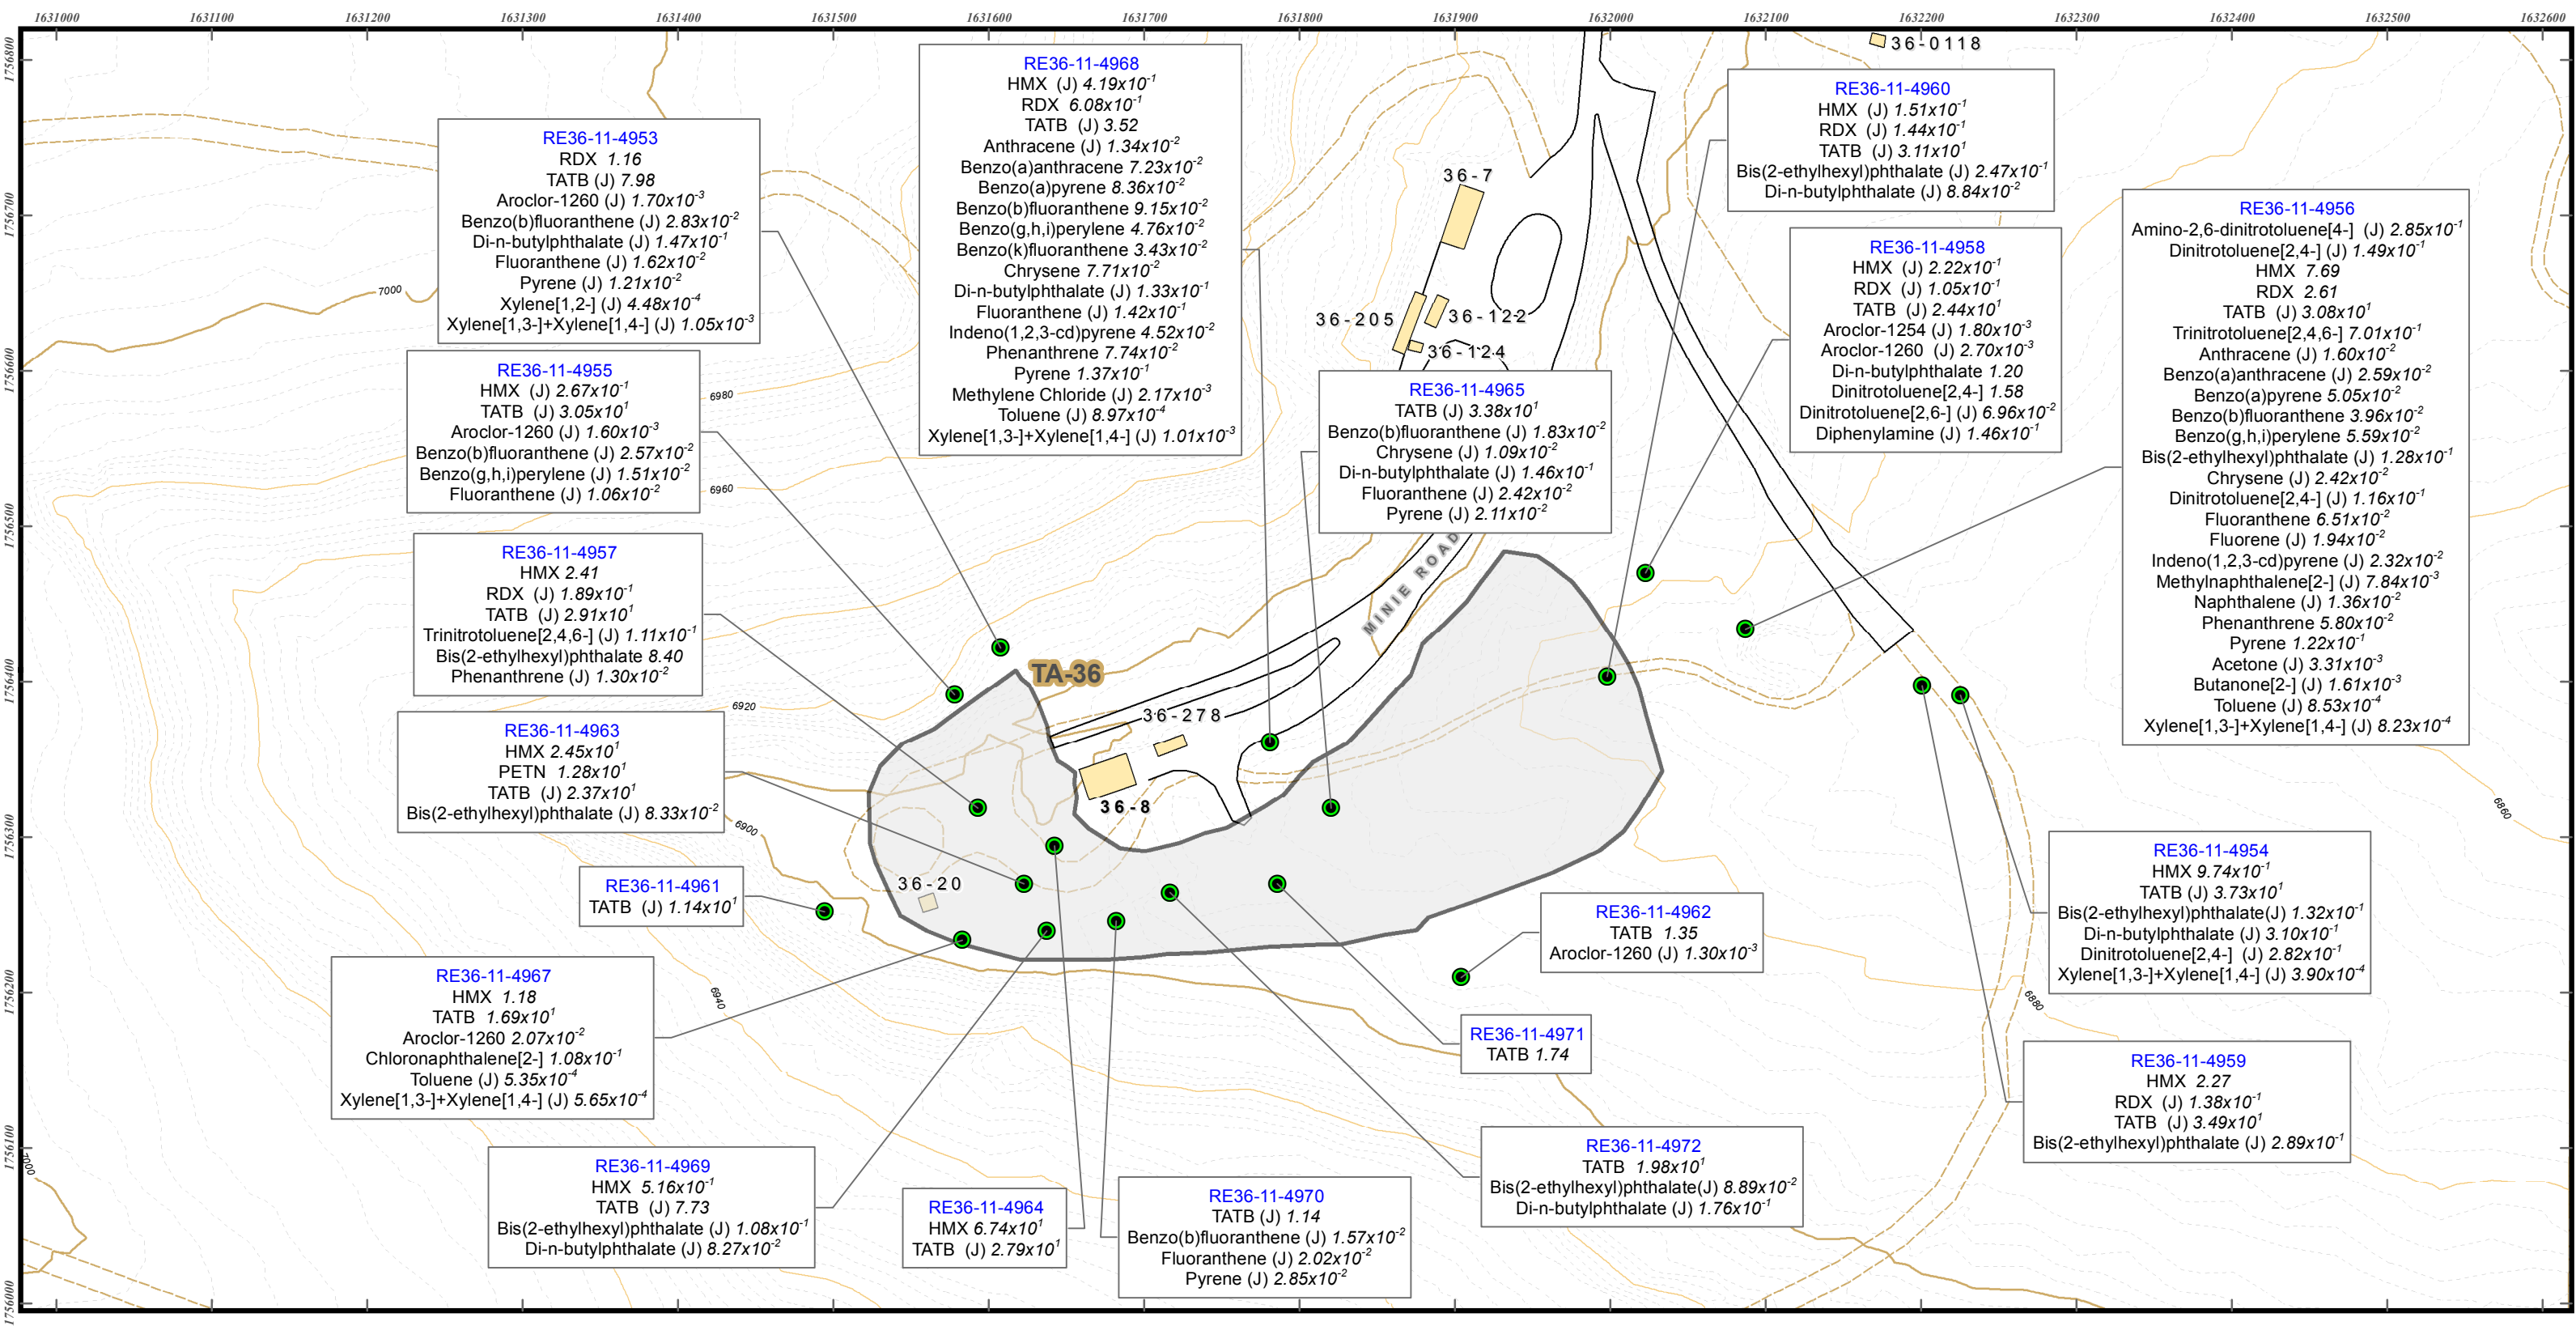 1631000 1631100 1631200 1631300 1631400 1631500 1631600 1631700 1631800 1631900 1632000 1632100 1632200 1632300 1632400 1632500 1632600
1756800
1756700
1756600
1756500
1756400
1756300
1756200
1756100
1756000
36-0118
RE36-11-4953
RDX 1.16
TATB (J) 7.98
Aroclor-1260 (J) 1.70x10⁻³
Benzo(b)fluoranthene (J) 2.83x10⁻²
Di-n-butylphthalate (J) 1.47x10⁻¹
Fluoranthene (J) 1.62x10⁻²
Pyrene (J) 1.21x10⁻²
Xylene[1,2-] (J) 4.48x10⁻⁴
Xylene[1,3-]+Xylene[1,4-] (J) 1.05x10⁻³
RE36-11-4968
HMX (J) 4.19x10⁻¹
RDX 6.08x10⁻¹
TATB (J) 3.52
Anthracene (J) 1.34x10⁻²
Benzo(a)anthracene 7.23x10⁻²
Benzo(a)pyrene 8.36x10⁻²
Benzo(b)fluoranthene 9.15x10⁻²
Benzo(g,h,i)perylene 4.76x10⁻²
Benzo(k)fluoranthene 3.43x10⁻²
Chrysene 7.71x10⁻²
Di-n-butylphthalate (J) 1.33x10⁻¹
Fluoranthene (J) 1.42x10⁻¹
Indeno(1,2,3-cd)pyrene 4.52x10⁻²
Phenanthrene 7.74x10⁻²
Pyrene 1.37x10⁻¹
Methylene Chloride (J) 2.17x10⁻³
Toluene (J) 8.97x10⁻⁴
Xylene[1,3-]+Xylene[1,4-] (J) 1.01x10⁻³
RE36-11-4960
HMX (J) 1.51x10⁻¹
RDX (J) 1.44x10⁻¹
TATB (J) 3.11x10¹
Bis(2-ethylhexyl)phthalate (J) 2.47x10⁻¹
Di-n-butylphthalate (J) 8.84x10⁻²
RE36-11-4958
HMX (J) 2.22x10⁻¹
RDX (J) 1.05x10⁻¹
TATB (J) 2.44x10¹
Aroclor-1254 (J) 1.80x10⁻³
Aroclor-1260 (J) 2.70x10⁻³
Di-n-butylphthalate 1.20
Dinitrotoluene[2,4-] 1.58
Dinitrotoluene[2,6-] (J) 6.96x10⁻²
Diphenylamine (J) 1.46x10⁻¹
RE36-11-4956
Amino-2,6-dinitrotoluene[4-] (J) 2.85x10⁻¹
Dinitrotoluene[2,4-] (J) 1.49x10⁻¹
HMX 7.69
RDX 2.61
TATB (J) 3.08x10¹
Trinitrotoluene[2,4,6-] 7.01x10⁻¹
Anthracene (J) 1.60x10⁻²
Benzo(a)anthracene (J) 2.59x10⁻²
Benzo(a)pyrene 5.05x10⁻²
Benzo(b)fluoranthene 3.96x10⁻²
Benzo(g,h,i)perylene 5.59x10⁻²
Bis(2-ethylhexyl)phthalate (J) 1.28x10⁻¹
Chrysene (J) 2.42x10⁻²
Dinitrotoluene[2,4-] (J) 1.16x10⁻¹
Fluoranthene 6.51x10⁻²
Fluorene (J) 1.94x10⁻²
Indeno(1,2,3-cd)pyrene (J) 2.32x10⁻²
Methylnaphthalene[2-] (J) 7.84x10⁻³
Naphthalene (J) 1.36x10⁻²
Phenanthrene 5.80x10⁻²
Pyrene 1.22x10⁻¹
Acetone (J) 3.31x10⁻³
Butanone[2-] (J) 1.61x10⁻³
Toluene (J) 8.53x10⁻⁴
Xylene[1,3-]+Xylene[1,4-] (J) 8.23x10⁻⁴
36-7
36-205
36-122
36-124
7000
6980
6960
6920
6900
6940
7000
6860
6880
RE36-11-4955
HMX (J) 2.67x10⁻¹
TATB (J) 3.05x10¹
Aroclor-1260 (J) 1.60x10⁻³
Benzo(b)fluoranthene (J) 2.57x10⁻²
Benzo(g,h,i)perylene (J) 1.51x10⁻²
Fluoranthene (J) 1.06x10⁻²
RE36-11-4965
TATB (J) 3.38x10¹
Benzo(b)fluoranthene (J) 1.83x10⁻²
Chrysene (J) 1.09x10⁻²
Di-n-butylphthalate (J) 1.46x10⁻¹
Fluoranthene (J) 2.42x10⁻²
Pyrene (J) 2.11x10⁻²
MINIE ROAD
RE36-11-4957
HMX 2.41
RDX (J) 1.89x10⁻¹
TATB (J) 2.91x10¹
Trinitrotoluene[2,4,6-] (J) 1.11x10⁻¹
Bis(2-ethylhexyl)phthalate 8.40
Phenanthrene (J) 1.30x10⁻²
TA-36
36-278
36-8
36-20
RE36-11-4963
HMX 2.45x10¹
PETN 1.28x10¹
TATB (J) 2.37x10¹
Bis(2-ethylhexyl)phthalate (J) 8.33x10⁻²
RE36-11-4961
TATB (J) 1.14x10¹
RE36-11-4954
HMX 9.74x10⁻¹
TATB (J) 3.73x10¹
Bis(2-ethylhexyl)phthalate(J) 1.32x10⁻¹
Di-n-butylphthalate (J) 3.10x10⁻¹
Dinitrotoluene[2,4-] (J) 2.82x10⁻¹
Xylene[1,3-]+Xylene[1,4-] (J) 3.90x10⁻⁴
RE36-11-4962
TATB 1.35
Aroclor-1260 (J) 1.30x10⁻³
RE36-11-4967
HMX 1.18
TATB 1.69x10¹
Aroclor-1260 2.07x10⁻²
Chloronaphthalene[2-] 1.08x10⁻¹
Toluene (J) 5.35x10⁻⁴
Xylene[1,3-]+Xylene[1,4-] (J) 5.65x10⁻⁴
RE36-11-4971
TATB 1.74
RE36-11-4959
HMX 2.27
RDX (J) 1.38x10⁻¹
TATB (J) 3.49x10¹
Bis(2-ethylhexyl)phthalate (J) 2.89x10⁻¹
RE36-11-4969
HMX 5.16x10⁻¹
TATB (J) 7.73
Bis(2-ethylhexyl)phthalate (J) 1.08x10⁻¹
Di-n-butylphthalate (J) 8.27x10⁻²
RE36-11-4964
HMX 6.74x10¹
TATB (J) 2.79x10¹
RE36-11-4970
TATB (J) 1.14
Benzo(b)fluoranthene (J) 1.57x10⁻²
Fluoranthene (J) 2.02x10⁻²
Pyrene (J) 2.85x10⁻²
RE36-11-4972
TATB 1.98x10¹
Bis(2-ethylhexyl)phthalate(J) 8.89x10⁻²
Di-n-butylphthalate (J) 1.76x10⁻¹